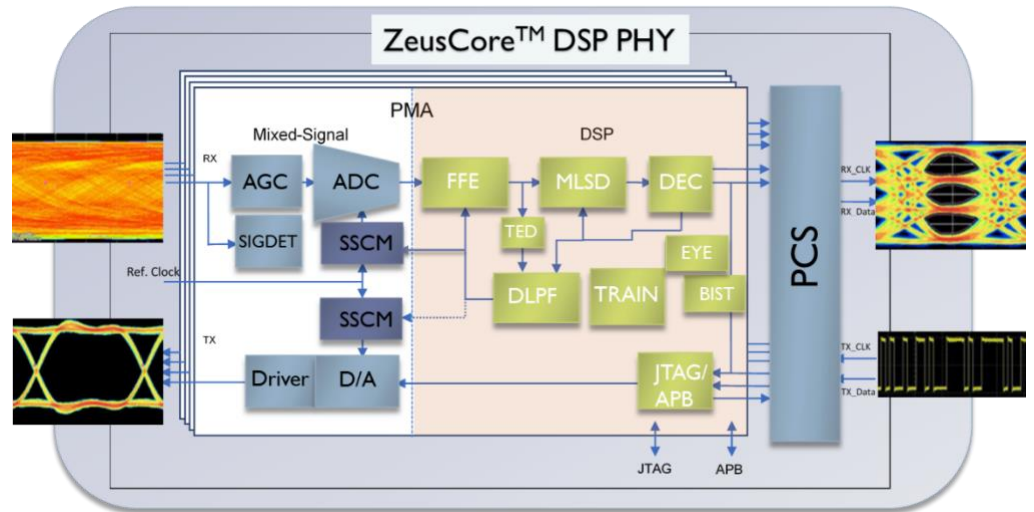 ZeusCore™ DSP PHY
PMA
Mixed-Signal
DSP
RX
AGC
ADC
FFE
MLSD
DEC
RX_CLK
RX_Data
SIGDET
SSCM
TED
EYE
Ref. Clock
DLPF
TRAIN
BIST
PCS
SSCM
TX
TX_CLK
Driver
D/A
JTAG/
APB
TX_Data
JTAG
APB